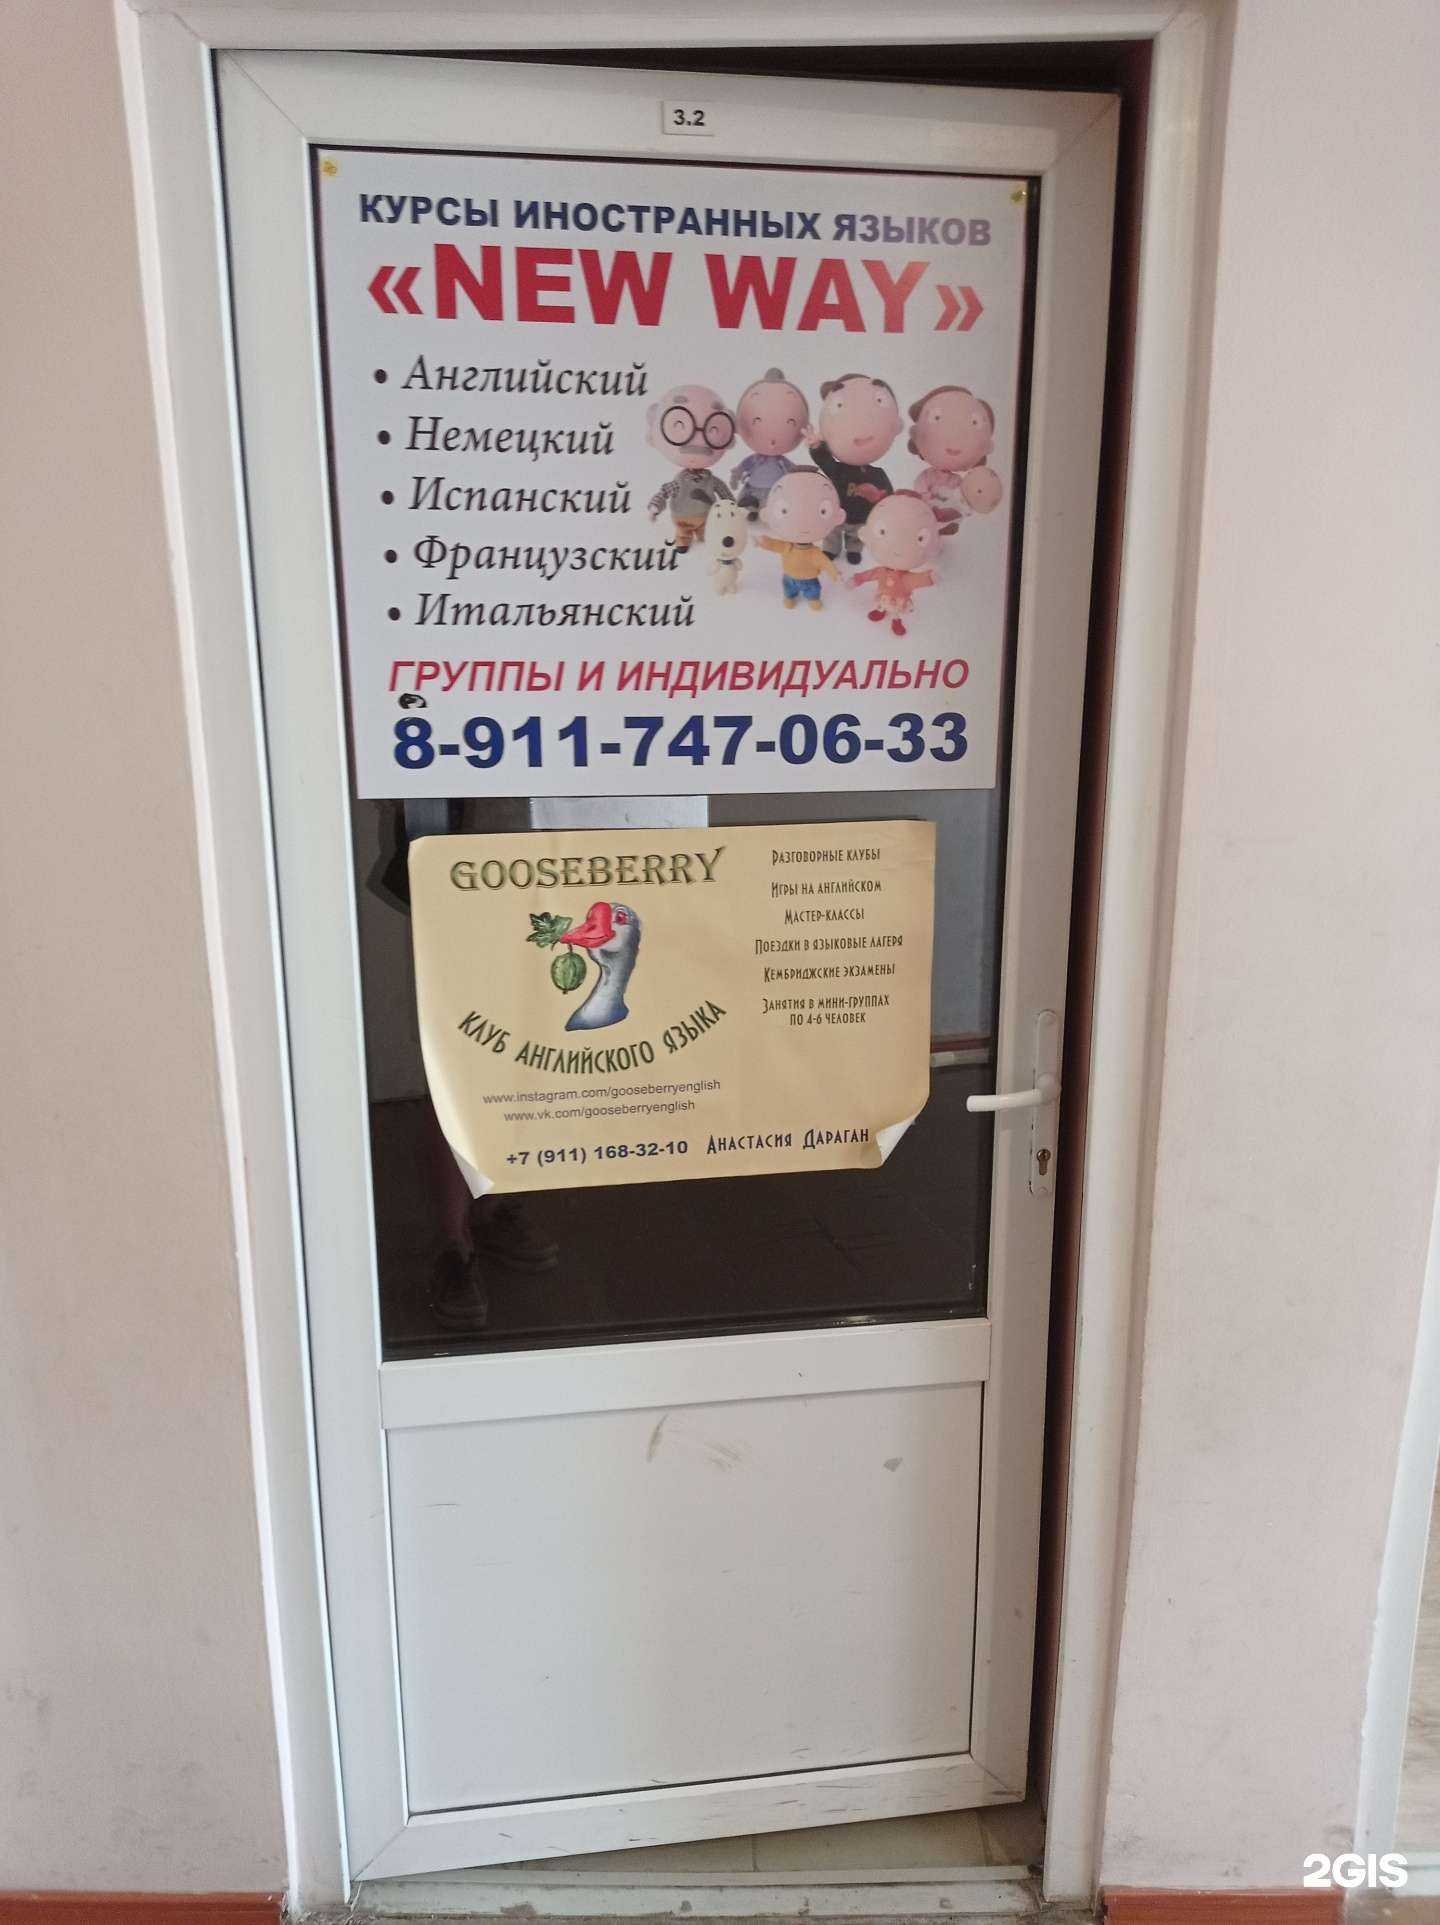 3.2
КУРСЫ ИНОСТРАННЫХ ЯЗЫКОВ
«NEW WAY»
• Английский
• Немецкий
• Испанский
• Французский
• Итальянский
ГРУППЫ И ИНДИВИДУАЛЬНО
8-911-747-06-33
GOOSEBERRY
КЛУБ АНГЛИЙСКОГО ЯЗЫКА
www.instagram.com/gooseberryenglish
www.vk.com/gooseberryenglish
РАЗГОВОРНЫЕ КЛУБЫ
ИГРЫ НА АНГЛИЙСКОМ
МАСТЕР-КЛАССЫ
ПОЕЗДКИ В ЯЗЫКОВЫЕ ЛАГЕРЯ
КЕМБРИДЖСКИЕ ЭКЗАМЕНЫ
ЗАНЯТИЯ В МИНИ-ГРУППАХ
ПО 4-6 ЧЕЛОВЕК
+7 (911) 168-32-10 АНАСТАСИЯ ДАРАГАН
2GIS